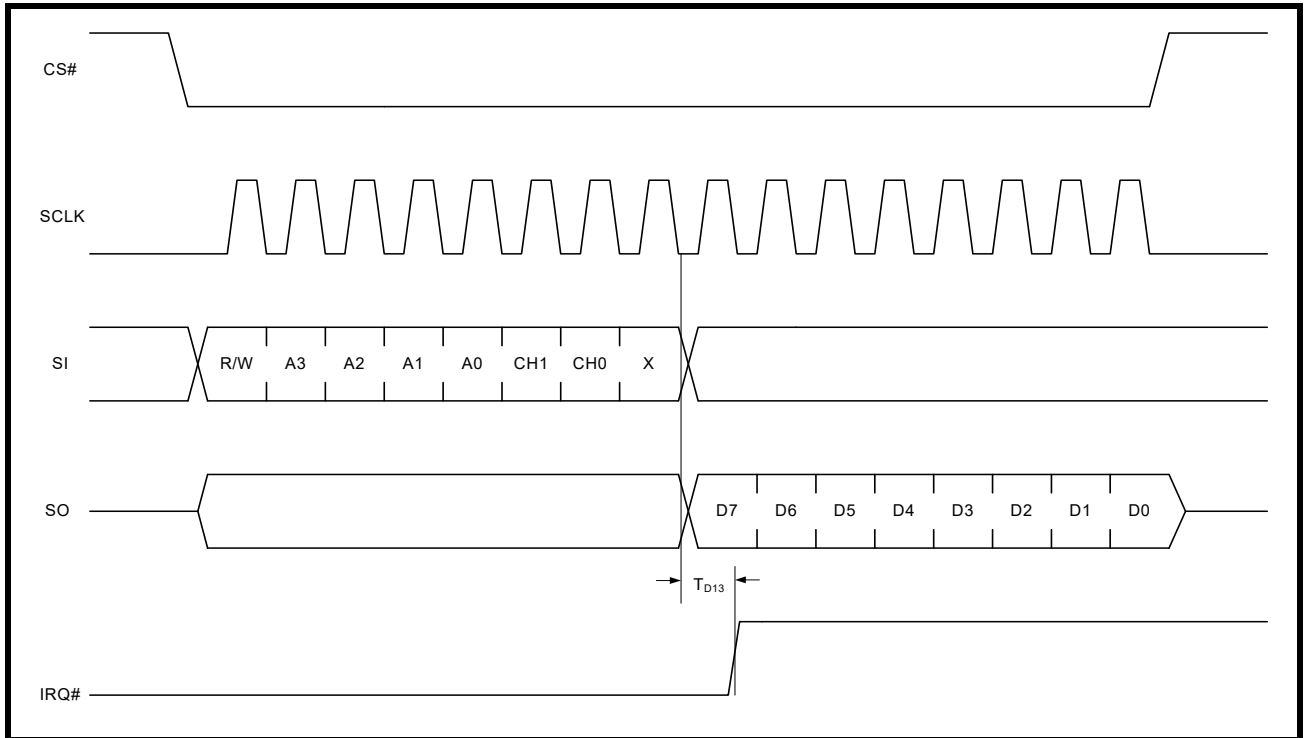 CS#
SCLK
SI R/W A3 A2 A1 A0 CH1 CH0 X
SO D7 D6 D5 D4 D3 D2 D1 D0
TD13
IRQ#